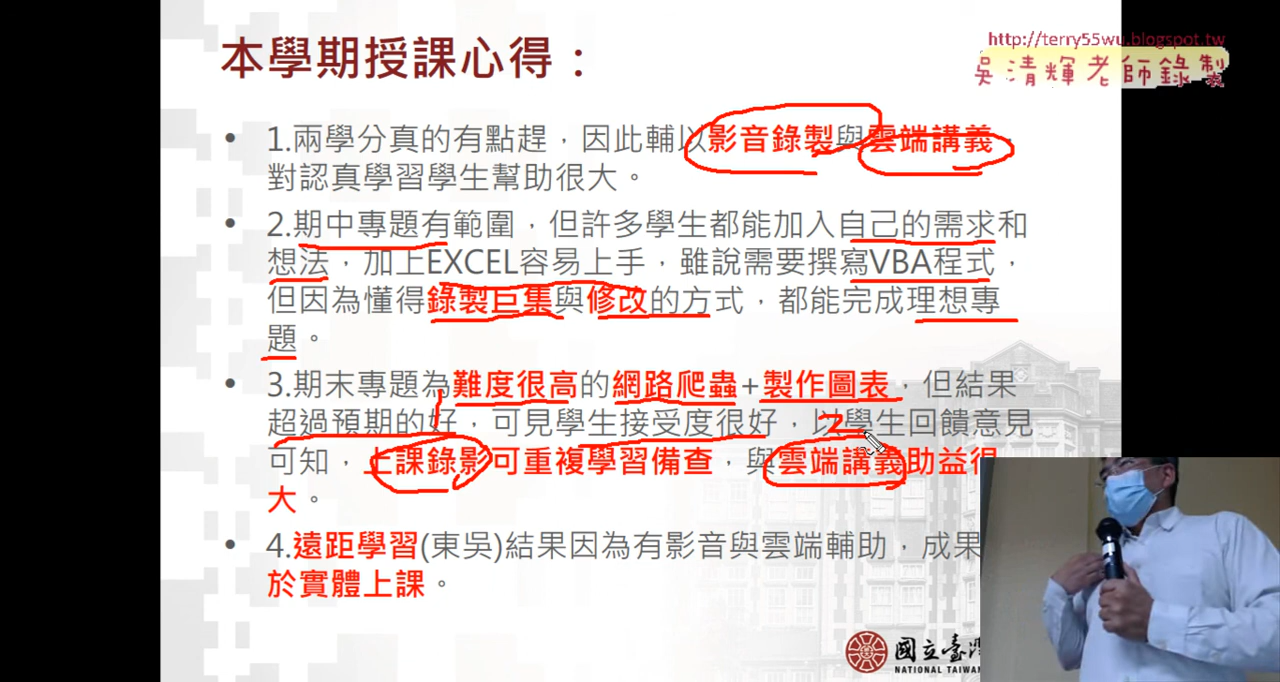 本學期授課心得：
http://terry55wu.blogspot.tw
吳清輝老師錄製
• 1.兩學分真的有點趕，因此輔以影音錄製與雲端講義
對認真學習學生幫助很大。
• 2.期中專題有範圍，但許多學生都能加入自己的需求和
想法，加上EXCEL容易上手，雖說需要撰寫VBA程式，
但因為懂得錄製巨集與修改的方式，都能完成理想專
題。
• 3.期末專題為難度很高的網路爬蟲+製作圖表，但結果
超過預期的好，可見學生接受度很好，以學生回饋意見
可知，上課錄影可重複學習備查，與雲端講義助益很
大。
• 4.遠距學習(東吳)結果因為有影音與雲端輔助，成果
於實體上課。
國立臺灣
NATIONAL TAIWA